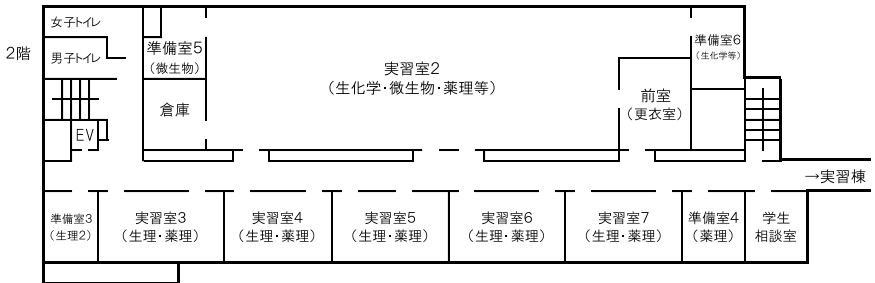 2階
女子トイレ
男子トイレ
EV
準備室5
(微生物)
倉庫
実習室2
(生化学・微生物・薬理等)
準備室6
(生化学等)
前室
(更衣室)
→実習棟
準備室3
(生理2)
実習室3
(生理・薬理)
実習室4
(生理・薬理)
実習室5
(生理・薬理)
実習室6
(生理・薬理)
実習室7
(生理・薬理)
準備室4
(薬理)
学生
相談室